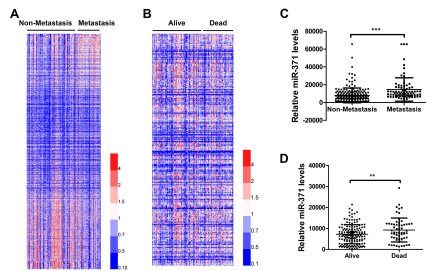 A
Non-Metastasis Metastasis
4
2
1.5
1
0.7
0.5
0.10
B
Alive Dead
4
2
1.5
1
0.7
0.5
0.1
C
Relative miR-371 levels
80000
60000
40000
20000
0
-20000
***
Non-Metastasis Metastasis
D
Relative miR-371 levels
40000
30000
20000
10000
0
**
Alive Dead